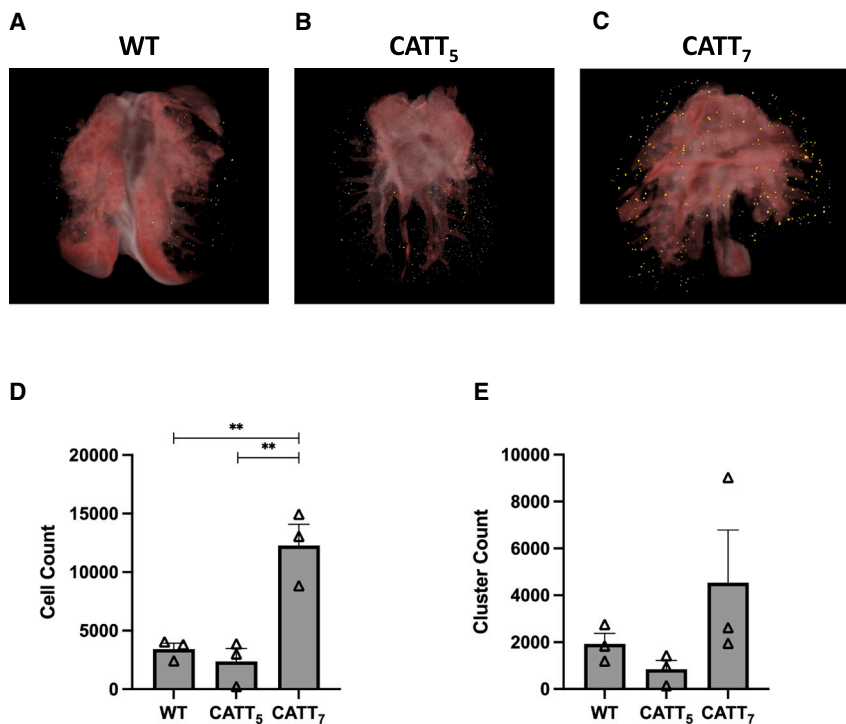 A
B
C
WT
CATT₅
CATT₇
D
E
**
**
20000
15000
10000
5000
0
Cell Count
WT
CATT₅
CATT₇
10000
8000
6000
4000
2000
0
Cluster Count
WT
CATT₅
CATT₇